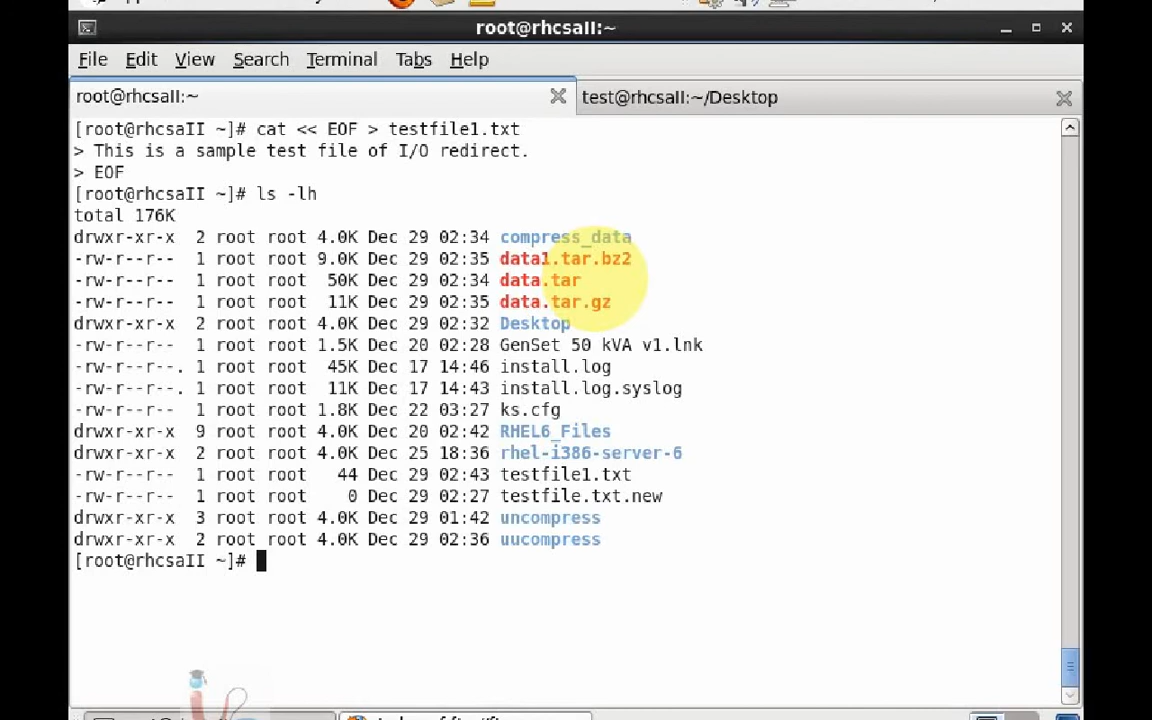 root@rhcsaII:~
File Edit View Search Terminal Tabs Help
root@rhcsaII:~ test@rhcsaII:~/Desktop
[root@rhcsaII ~]# cat << EOF > testfile1.txt
> This is a sample test file of I/O redirect.
> EOF
[root@rhcsaII ~]# ls -lh
total 176K
drwxr-xr-x  2 root root 4.0K Dec 29 02:34 compress_data
-rw-r--r--  1 root root 9.0K Dec 29 02:35 data1.tar.bz2
-rw-r--r--  1 root root  50K Dec 29 02:34 data.tar
-rw-r--r--  1 root root  11K Dec 29 02:35 data.tar.gz
drwxr-xr-x  2 root root 4.0K Dec 29 02:32 Desktop
-rw-r--r--  1 root root 1.5K Dec 20 02:28 GenSet 50 kVA v1.lnk
-rw-r--r--. 1 root root  45K Dec 17 14:46 install.log
-rw-r--r--. 1 root root  11K Dec 17 14:43 install.log.syslog
-rw-r--r--  1 root root 1.8K Dec 22 03:27 ks.cfg
drwxr-xr-x  9 root root 4.0K Dec 20 02:42 RHEL6_Files
drwxr-xr-x  2 root root 4.0K Dec 25 18:36 rhel-i386-server-6
-rw-r--r--  1 root root   44 Dec 29 02:43 testfile1.txt
-rw-r--r--  1 root root    0 Dec 29 02:27 testfile.txt.new
drwxr-xr-x  3 root root 4.0K Dec 29 01:42 uncompress
drwxr-xr-x  2 root root 4.0K Dec 29 02:36 uucompress
[root@rhcsaII ~]#